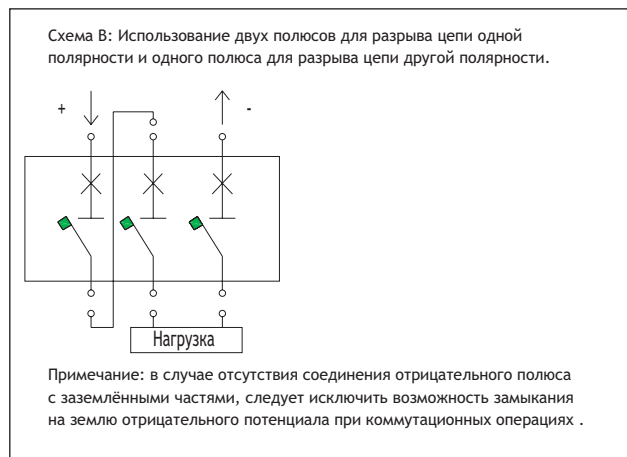 Схема B: Использование двух полюсов для разрыва цепи одной
полярности и одного полюса для разрыва цепи другой полярности.
+ -
Нагрузка
Примечание: в случае отсутствия соединения отрицательного полюса
с заземлёнными частями, следует исключить возможность замыкания
на землю отрицательного потенциала при коммутационных операциях .